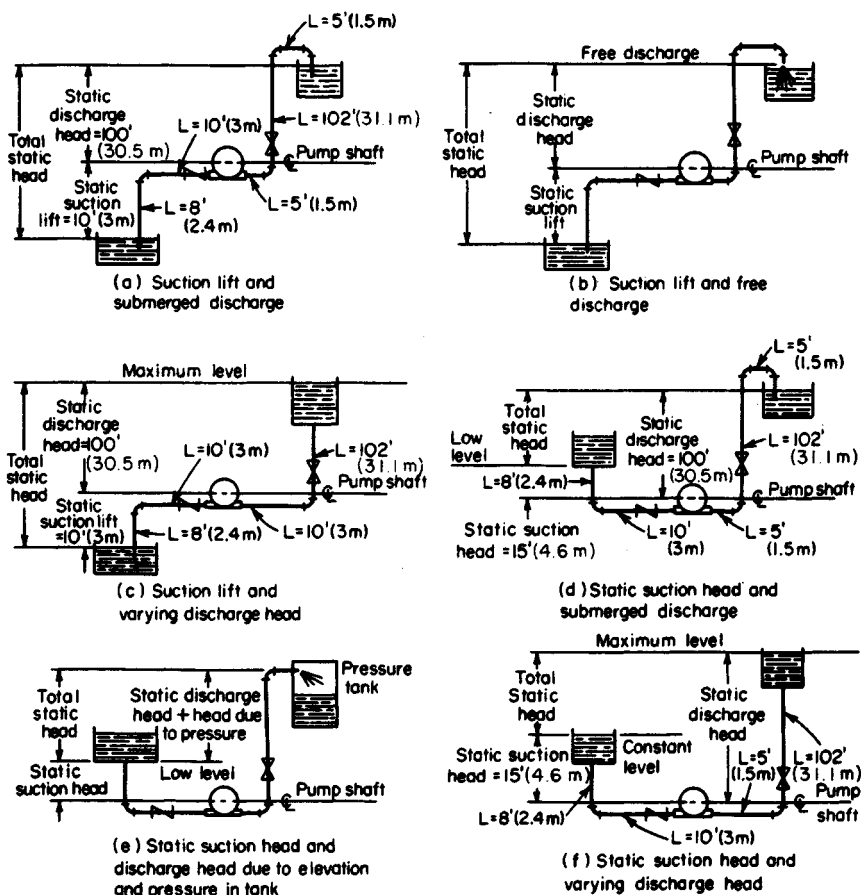 L=5'(1.5m)
Static
discharge
head=100'
(30.5 m)
Total static
head
L=10'(3m)
L=102'(31.1m)
Pump shaft
Static
suction
lift=10'(3m)
L=8'
(2.4m)
L=5'(1.5m)
(a) Suction lift and
submerged discharge
Free discharge
Static
discharge
head
Total
static
head
Pump shaft
Static
suction
lift
(b) Suction lift and free
discharge
Maximum level
Static
discharge
head=100'
(30.5 m)
L=10'(3m)
L=102'
(31.1m)
Total static
head
Pump shaft
Static
suction lift
=10'(3m)
L=8'(2.4m)
L=10'(3m)
(c) Suction lift and
varying discharge head
L=5'
(1.5m)
Total
static
head
Static
discharge
head=100'
(30.5m)
Low
level
L=102'
(31.1m)
L=8'(2.4m)
Pump shaft
Static suction
head =15'(4.6 m)
L=10'
(3m)
L=5'
(1.5m)
(d) Static suction head and
submerged discharge
Pressure
tank
Total
static
head
Static discharge
head + head due
to pressure
Static
suction head
Low level
Pump shaft
(e) Static suction head and
discharge head due to elevation
and pressure in tank
Maximum level
Total
Static
head
Static
discharge
head
Static suction
head=15'(4.6 m)
Constant
level
L=5'
(1.5m)
L=102'
(31.1m)
L=8'(2.4m)
Pump
shaft
L=10'(3m)
(f) Static suction head and
varying discharge head